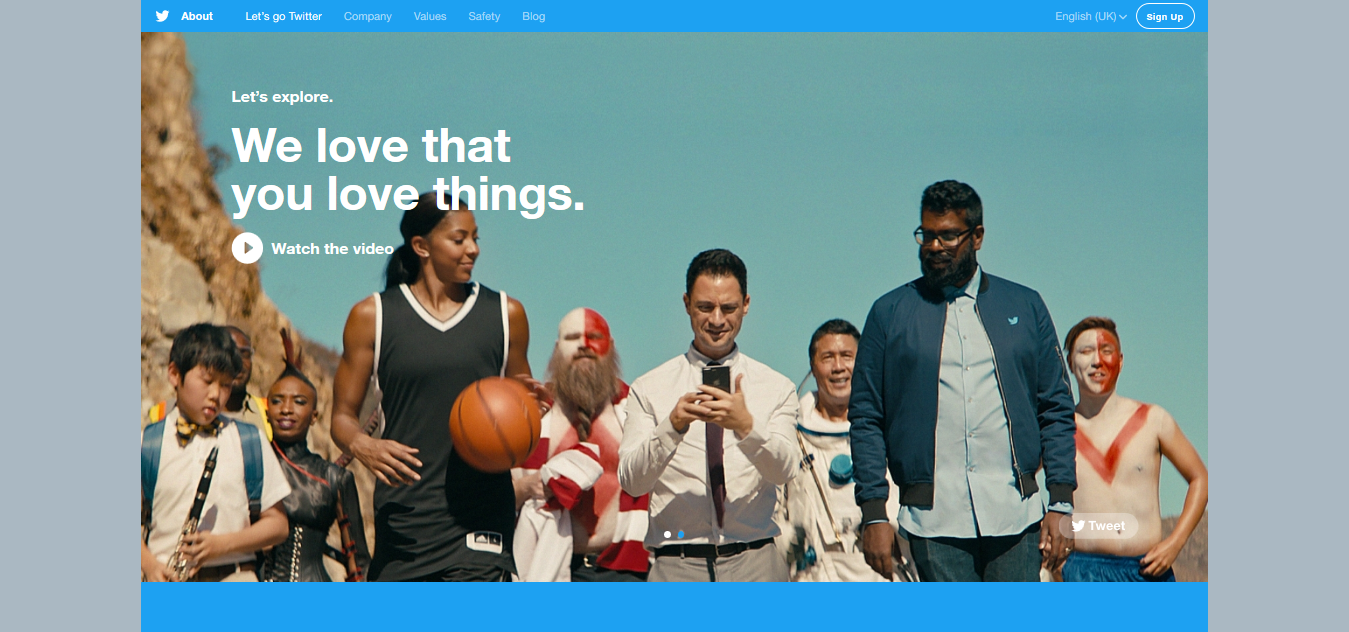 About Let's go Twitter Company Values Safety Blog English (UK) Sign Up
Let's explore.
We love that
you love things.
Watch the video
Tweet